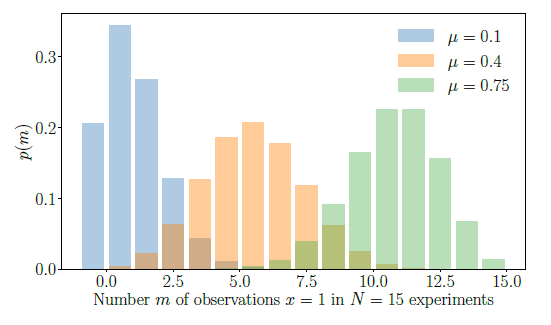 μ = 0.1
μ = 0.4
μ = 0.75
p(m)
0.3
0.2
0.1
0.0
0.0 2.5 5.0 7.5 10.0 12.5 15.0
Number m of observations x = 1 in N = 15 experiments